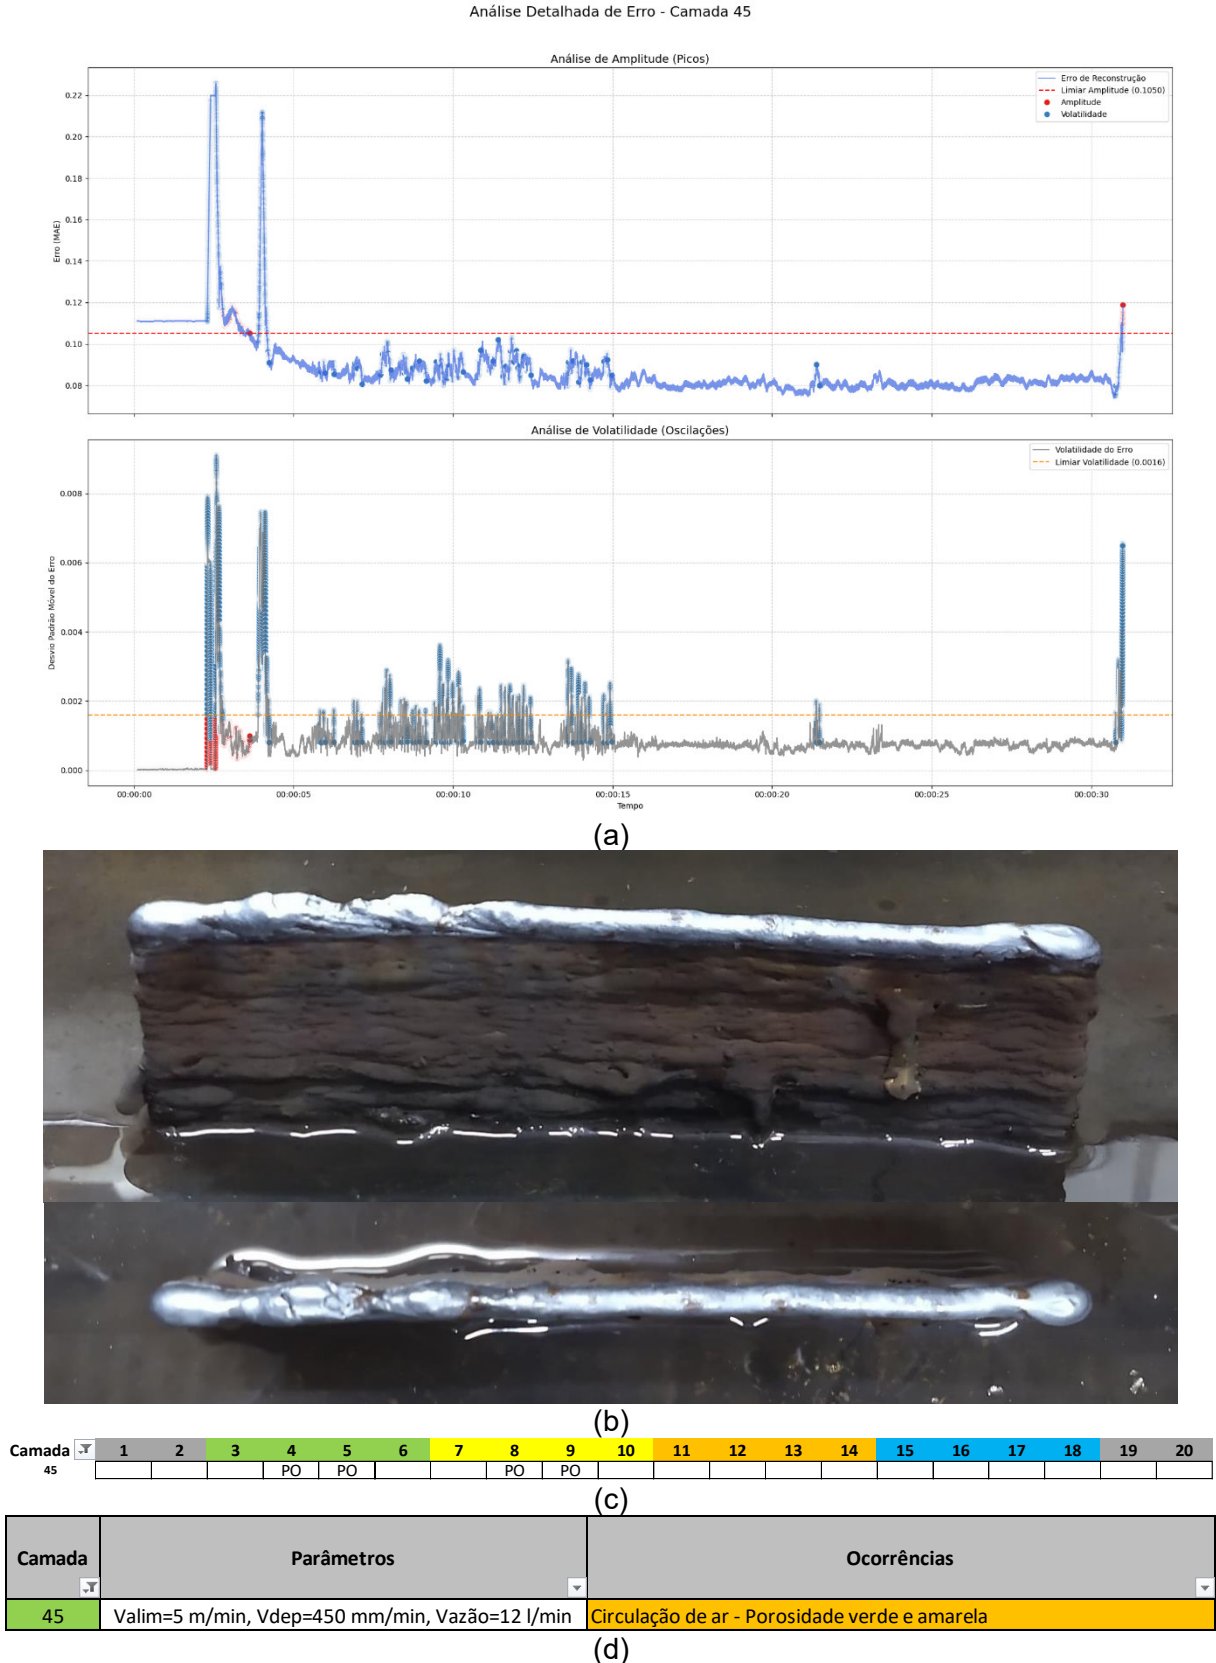 Análise Detalhada de Erro - Camada 45
Análise de Amplitude (Picos)
Erro de Reconstrução
Limiar Amplitude (0.1050)
Amplitude
Volatilidade
0.22
0.20
0.18
0.16
0.14
0.12
0.10
0.08
Erro (MAE)
Análise de Volatilidade (Oscilações)
Volatilidade do Erro
Limiar Volatilidade (0.0016)
0.008
0.006
0.004
0.002
0.000
Desvio Padrão Móvel do Erro
00:00:00 00:00:05 00:00:10 00:00:15 00:00:20 00:00:25 00:00:30
Tempo
(a)
(b)
Camada 1 2 3 4 5 6 7 8 9 10 11 12 13 14 15 16 17 18 19 20
45 PO PO PO PO
(c)
Camada Parâmetros Ocorrências
45 Valim=5 m/min, Vdep=450 mm/min, Vazão=12 l/min Circulação de ar - Porosidade verde e amarela
(d)